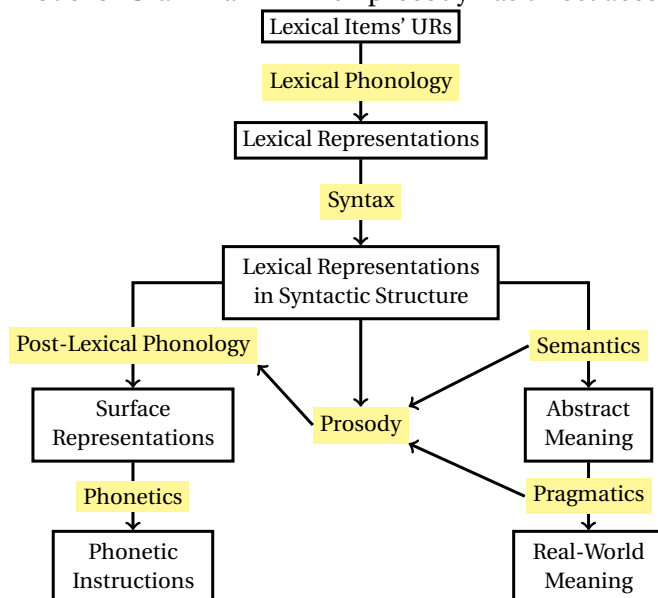 Lexical Items' URs
Lexical Phonology
Lexical Representations
Syntax
Lexical Representations
in Syntactic Structure
Post-Lexical Phonology
Semantics
Surface
Representations
Prosody
Abstract
Meaning
Phonetics
Pragmatics
Phonetic
Instructions
Real-World
Meaning